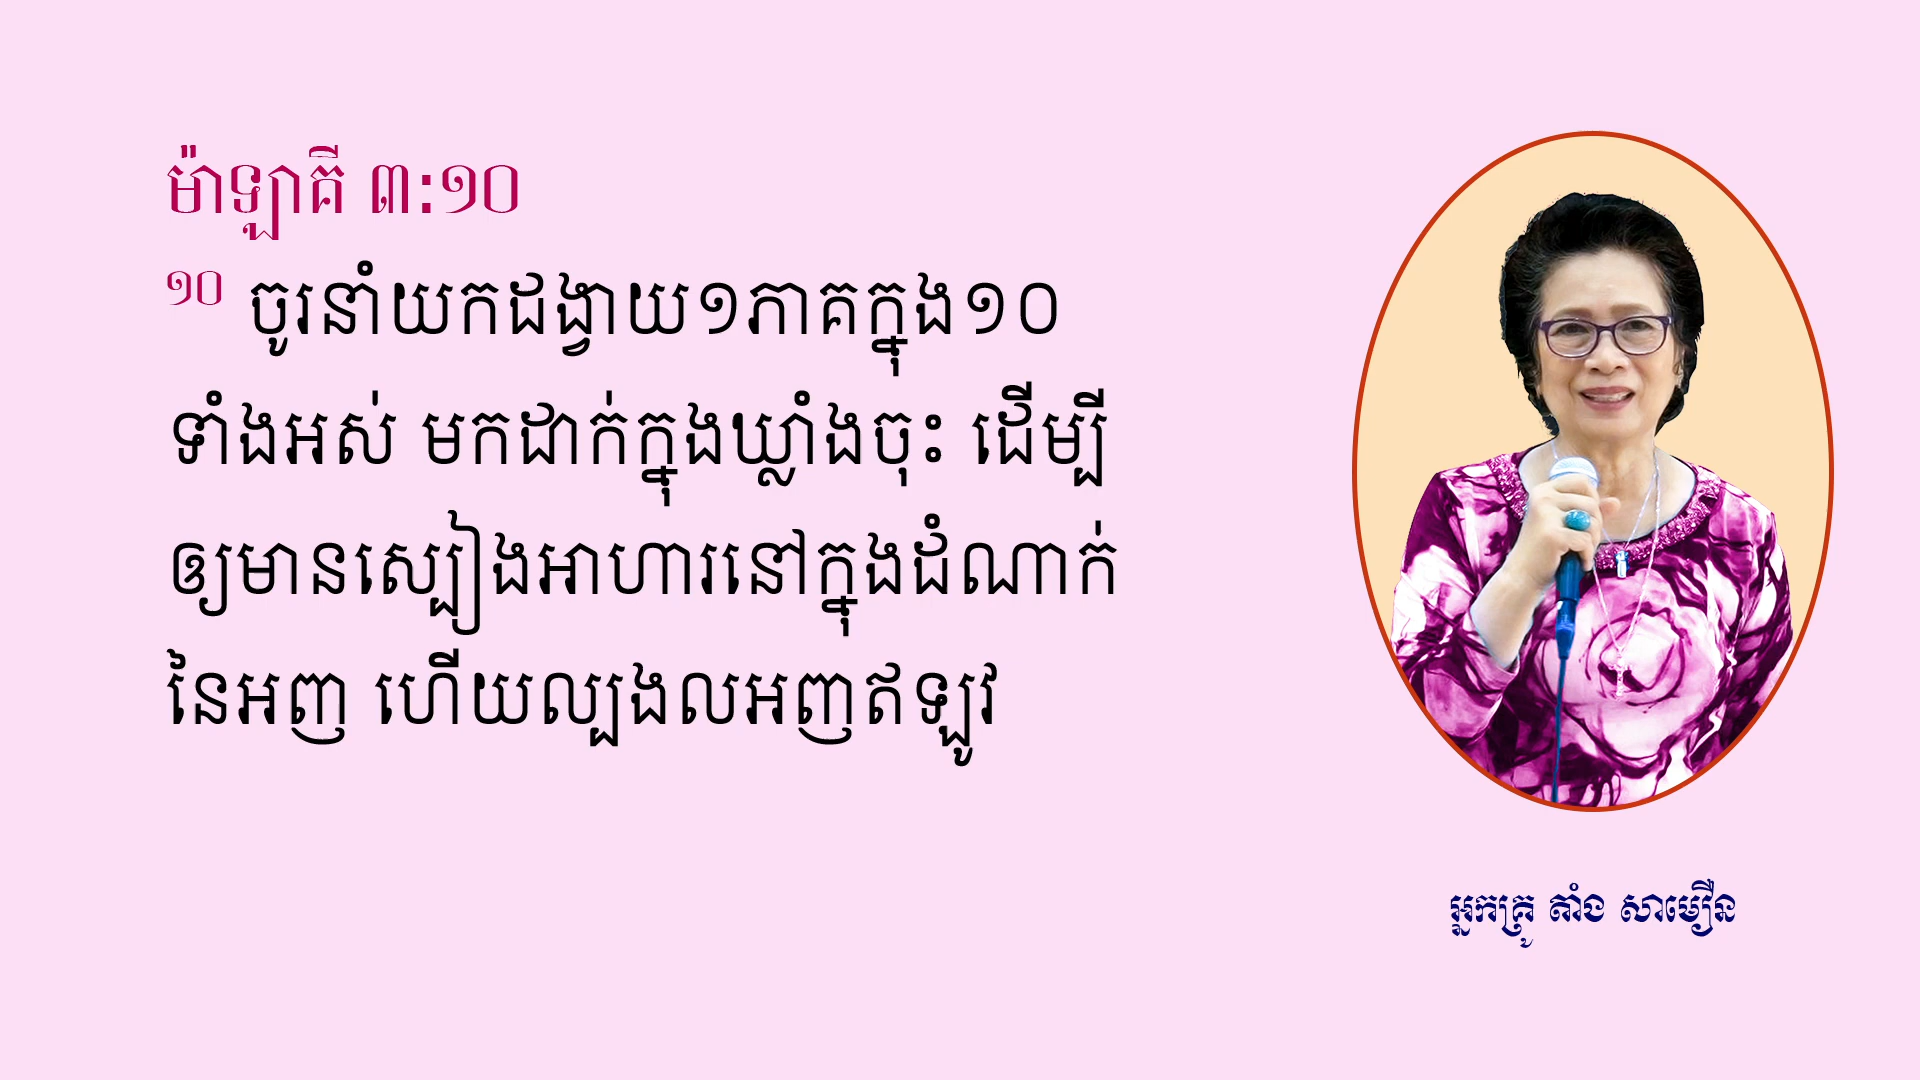 ម៉ាឡាគី ៣:១០
១០ ចូរនាំយកដង្វាយ១ភាគក្នុង១០
ទាំងអស់ មកដាក់ក្នុងឃ្លាំងចុះ ដើម្បី
ឲ្យមានស្បៀងអាហារនៅក្នុងដំណាក់
នៃអញ ហើយល្បងលអញឥឡូវ
អ្នកគ្រូ តាំង សាមឿន